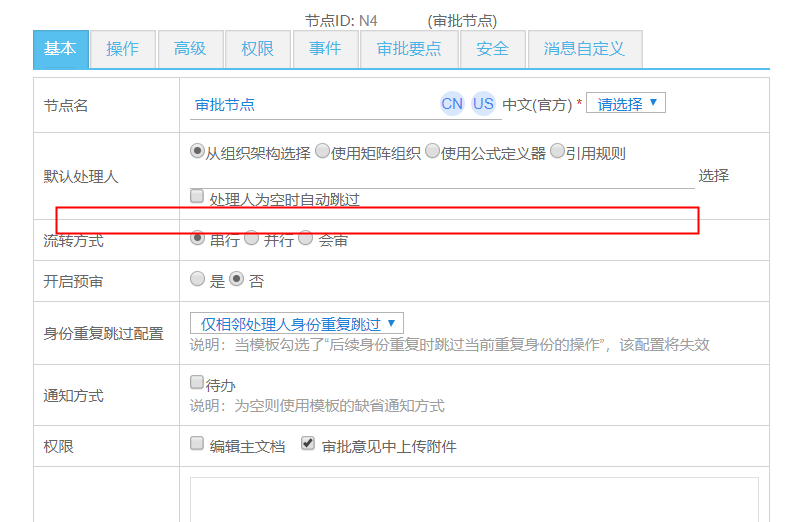 节点ID: N4 (审批节点)
基本 操作 高级 权限 事件 审批要点 安全 消息自定义
节点名 审批节点 CN US 中文(官方) * 请选择
从组织架构选择 使用矩阵组织 使用公式定义器 引用规则
默认处理人 选择
处理人为空时自动跳过
流转方式 串行 并行 会审
开启预审 是 否
身份重复跳过配置 仅相邻处理人身份重复跳过
说明：当模板勾选了“后续身份重复时跳过当前重复身份的操作”，该配置将失效
通知方式 待办
说明：为空则使用模板的缺省通知方式
权限 编辑主文档 审批意见中上传附件